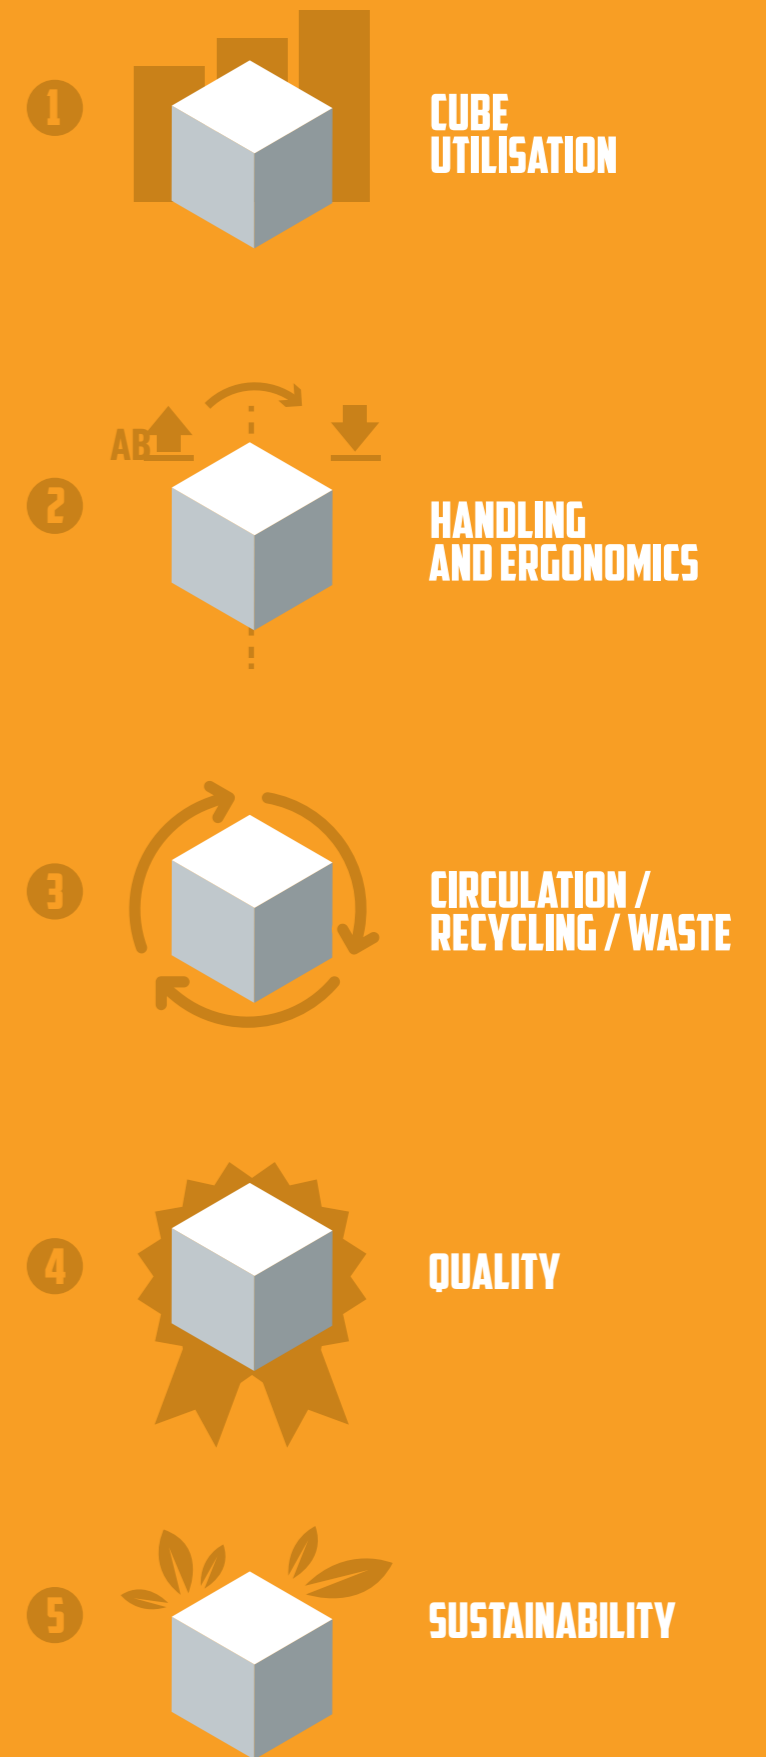 1
CUBE
UTILISATION
AB
2
HANDLING
AND ERGONOMICS
3
CIRCULATION /
RECYCLING / WASTE
4
QUALITY
5
SUSTAINABILITY